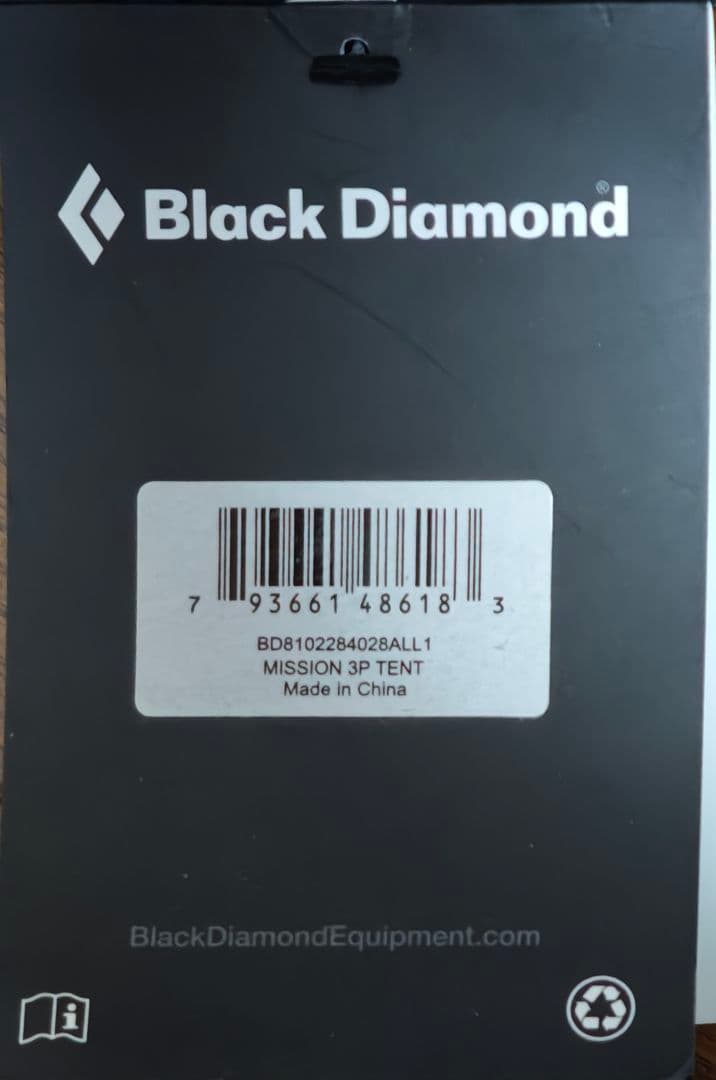 Black Diamond®
7 93661 48618 3
BD8102284028ALL1
MISSION 3P TENT
Made in China
BlackDiamondEquipment.com
i